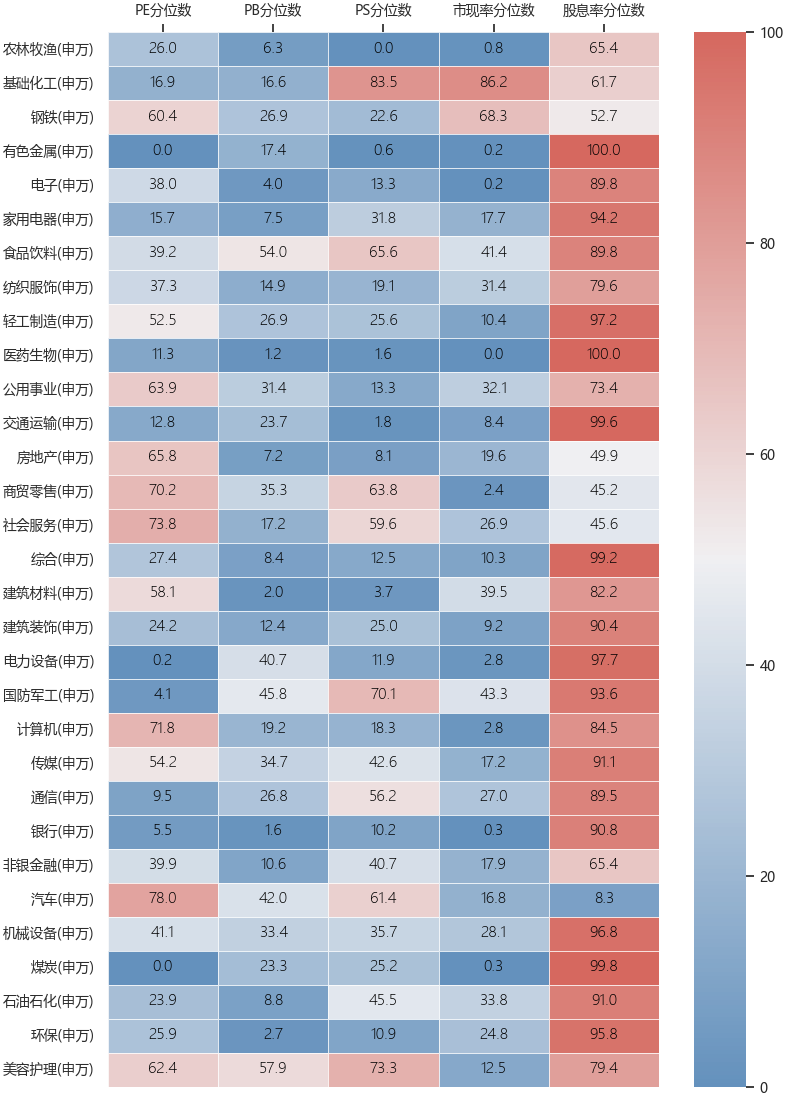 PE分位数 PB分位数 PS分位数 市现率分位数 股息率分位数
农林牧渔(申万) 26.0 6.3 0.0 0.8 65.4
基础化工(申万) 16.9 16.6 83.5 86.2 61.7
钢铁(申万) 60.4 26.9 22.6 68.3 52.7
有色金属(申万) 0.0 17.4 0.6 0.2 100.0
电子(申万) 38.0 4.0 13.3 0.2 89.8
家用电器(申万) 15.7 7.5 31.8 17.7 94.2
食品饮料(申万) 39.2 54.0 65.6 41.4 89.8
纺织服饰(申万) 37.3 14.9 19.1 31.4 79.6
轻工制造(申万) 52.5 26.9 25.6 10.4 97.2
医药生物(申万) 11.3 1.2 1.6 0.0 100.0
公用事业(申万) 63.9 31.4 13.3 32.1 73.4
交通运输(申万) 12.8 23.7 1.8 8.4 99.6
房地产(申万) 65.8 7.2 8.1 19.6 49.9
商贸零售(申万) 70.2 35.3 63.8 2.4 45.2
社会服务(申万) 73.8 17.2 59.6 26.9 45.6
综合(申万) 27.4 8.4 12.5 10.3 99.2
建筑材料(申万) 58.1 2.0 3.7 39.5 82.2
建筑装饰(申万) 24.2 12.4 25.0 9.2 90.4
电力设备(申万) 0.2 40.7 11.9 2.8 97.7
国防军工(申万) 4.1 45.8 70.1 43.3 93.6
计算机(申万) 71.8 19.2 18.3 2.8 84.5
传媒(申万) 54.2 34.7 42.6 17.2 91.1
通信(申万) 9.5 26.8 56.2 27.0 89.5
银行(申万) 5.5 1.6 10.2 0.3 90.8
非银金融(申万) 39.9 10.6 40.7 17.9 65.4
汽车(申万) 78.0 42.0 61.4 16.8 8.3
机械设备(申万) 41.1 33.4 35.7 28.1 96.8
煤炭(申万) 0.0 23.3 25.2 0.3 99.8
石油石化(申万) 23.9 8.8 45.5 33.8 91.0
环保(申万) 25.9 2.7 10.9 24.8 95.8
美容护理(申万) 62.4 57.9 73.3 12.5 79.4
100
80
60
40
20
0